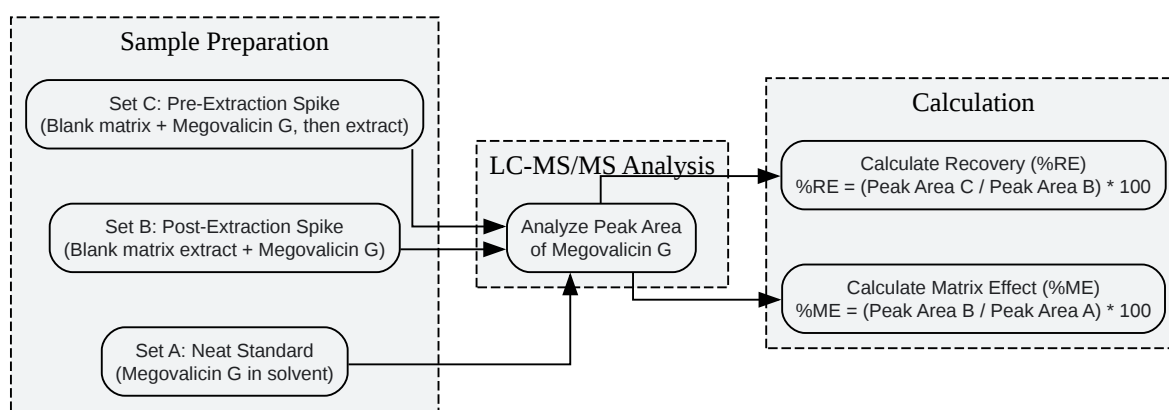 Sample Preparation
Set C: Pre-Extraction Spike
(Blank matrix + Megovalicin G, then extract)
Set B: Post-Extraction Spike
(Blank matrix extract + Megovalicin G)
Set A: Neat Standard
(Megovalicin G in solvent)
LC-MS/MS Analysis
Analyze Peak Area
of Megovalicin G
Calculation
Calculate Recovery (%RE)
%RE = (Peak Area C / Peak Area B) * 100
Calculate Matrix Effect (%ME)
%ME = (Peak Area B / Peak Area A) * 100